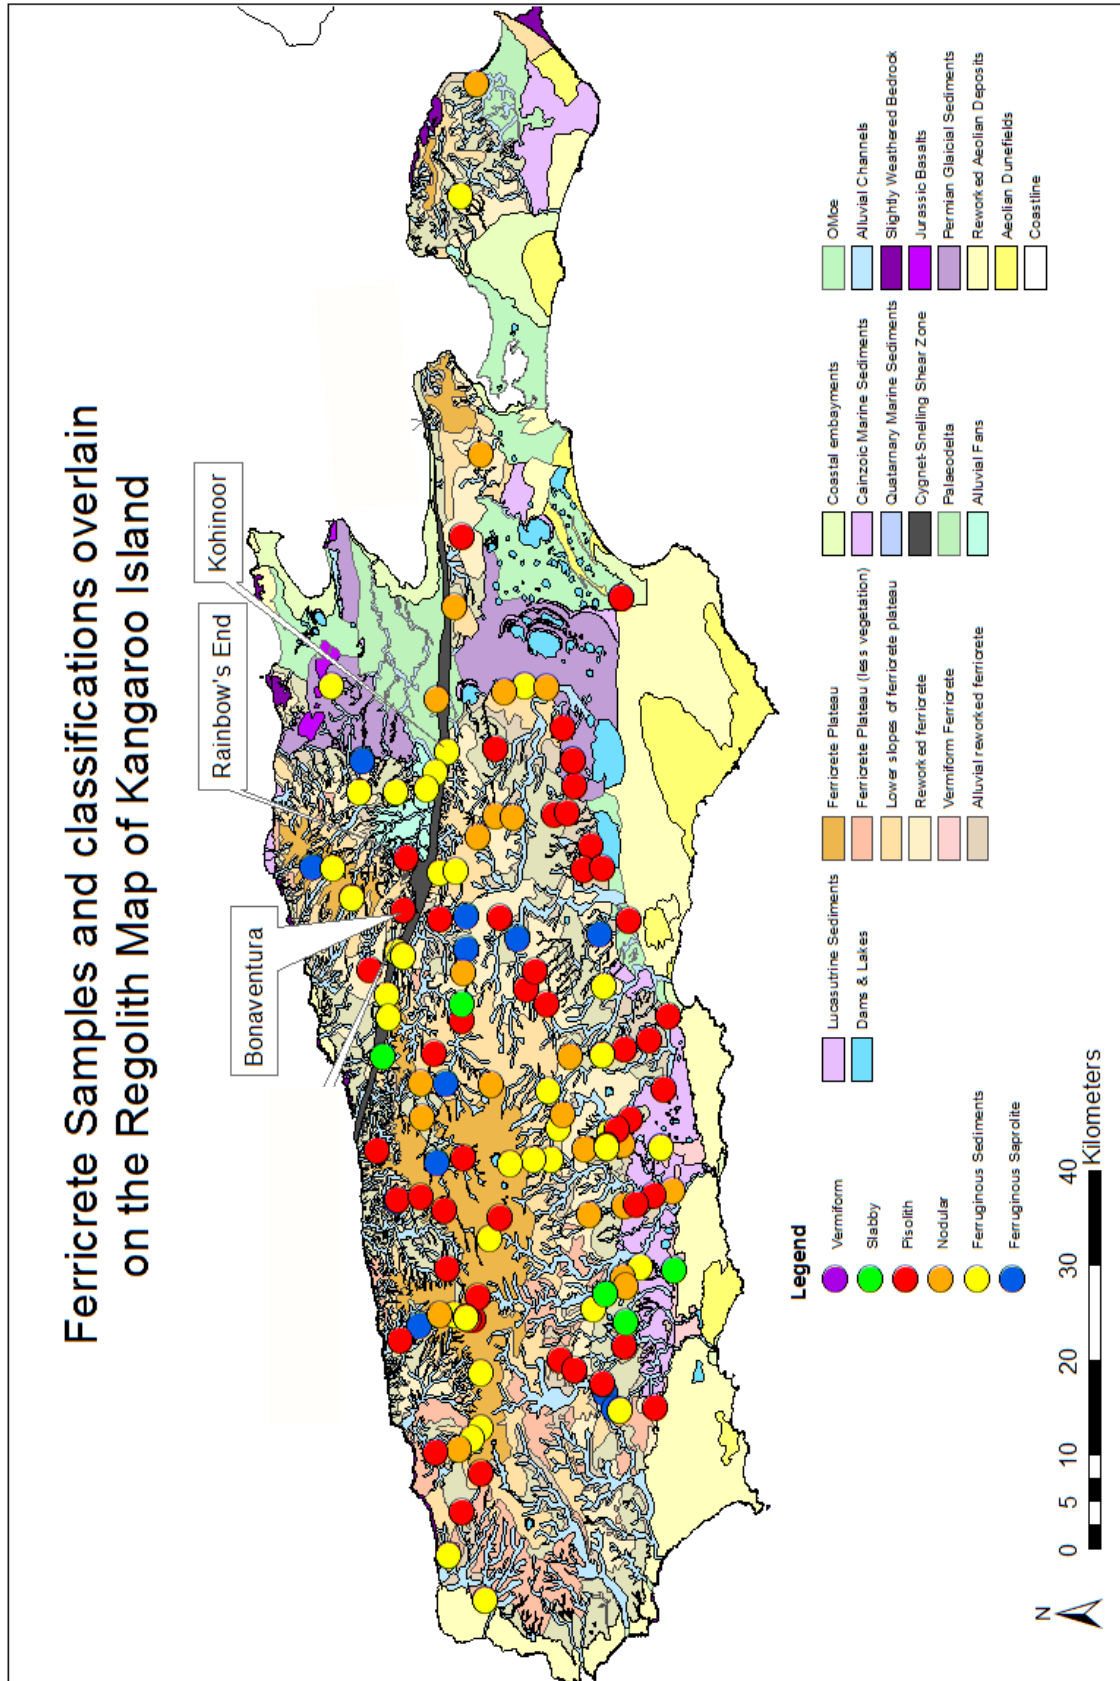 Ferricrete Samples and classifications overlain
on the Regolith Map of Kangaroo Island
Bonaventura
Rainbow's End
Kohinoor
Legend
Vermiform
Slabby
Pisolith
Nodular
Ferruginous Sediments
Ferruginous Saprolite
Lucasutrine Sediments
Dams & Lakes
Ferricrete Plateau
Ferricrete Plateau (less vegetation)
Lower slopes of ferricrete plateau
Reworked ferricrete
Vermiform Ferricrete
Alluvial reworked ferricrete
Coastal embayments
Cainzoic Marine Sediments
Quatarnary Marine Sediments
Cygnet-Snelling Shear Zone
Palaeodelta
Alluvial Fans
OMce
Alluvial Channels
Slightly Weathered Bedrock
Jurassic Basalts
Permian Glaicial Sediments
Reworked Aeolian Deposits
Aeolian Dunefields
Coastline
N
0 5 10 20 30 40
Kilometers